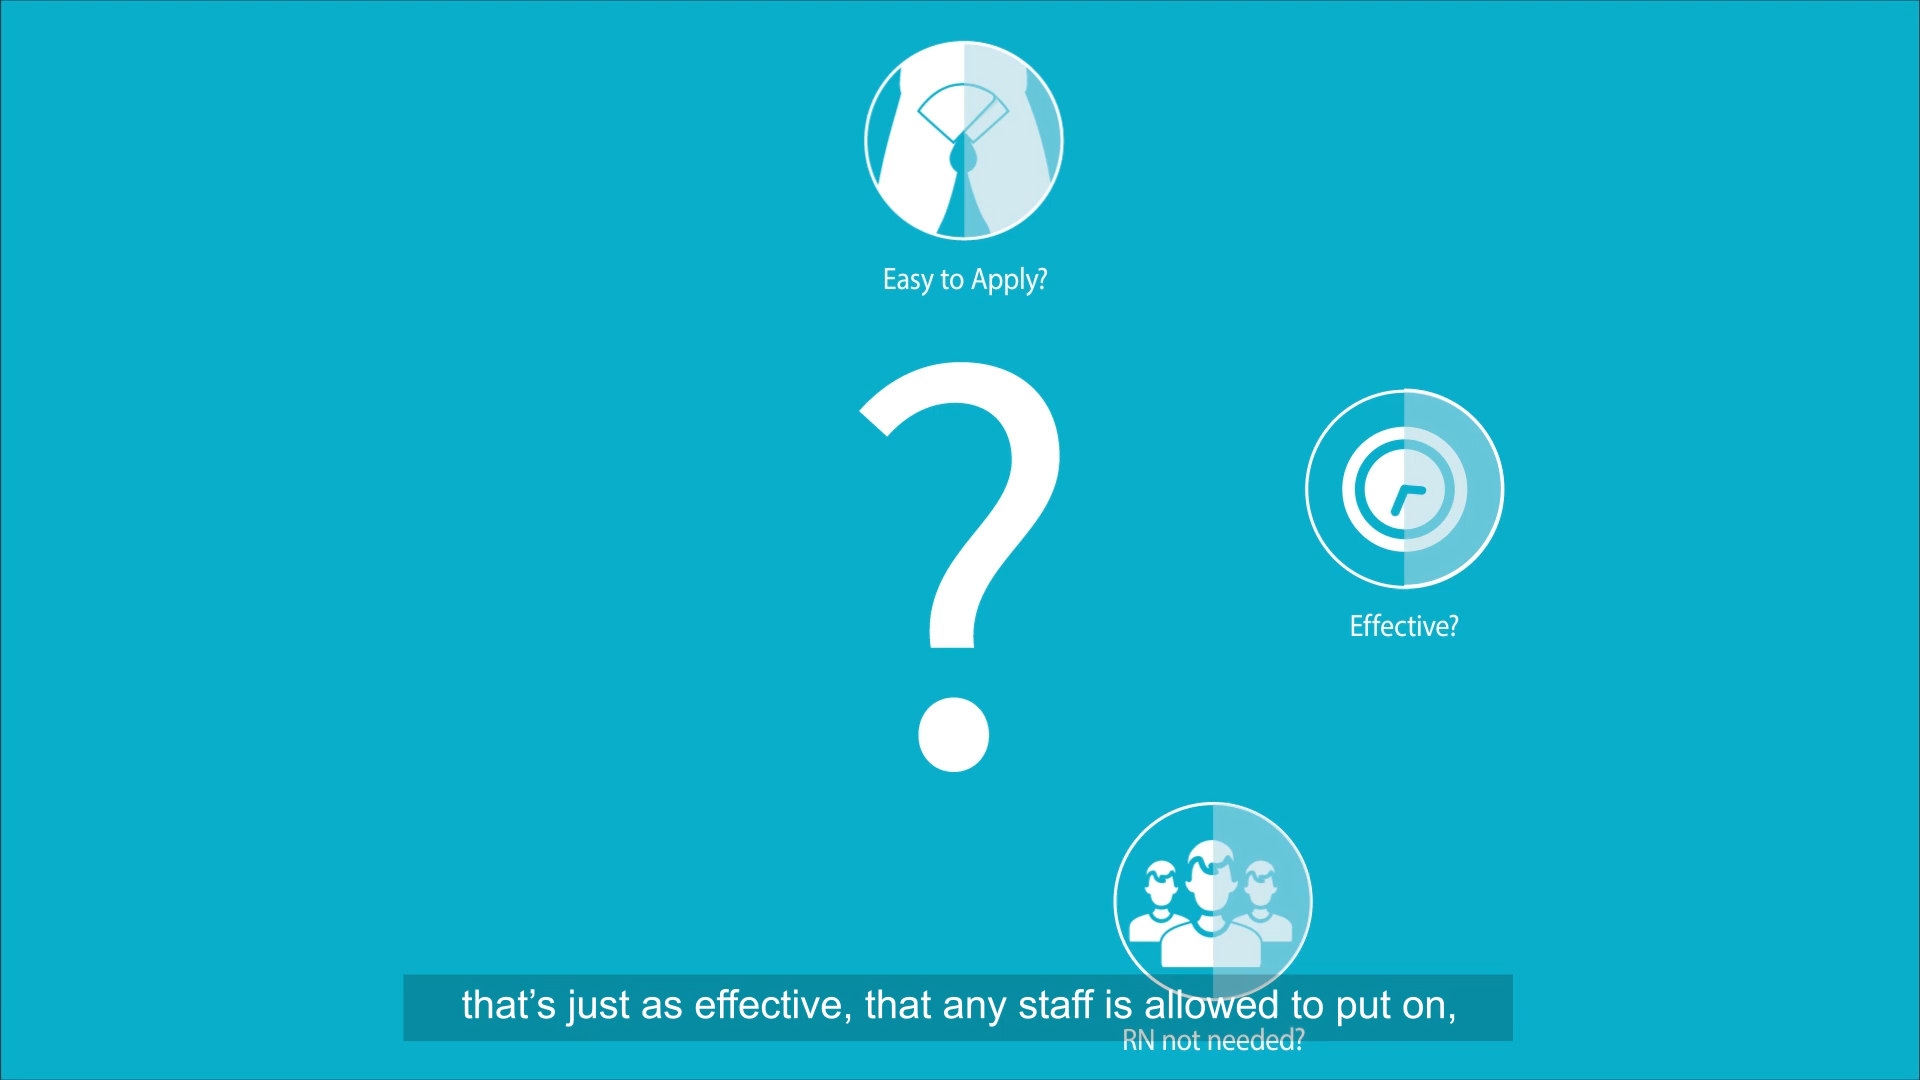 Easy to Apply?
?
Effective?
that’s just as effective, that any staff is allowed to put on,
RN not needed?